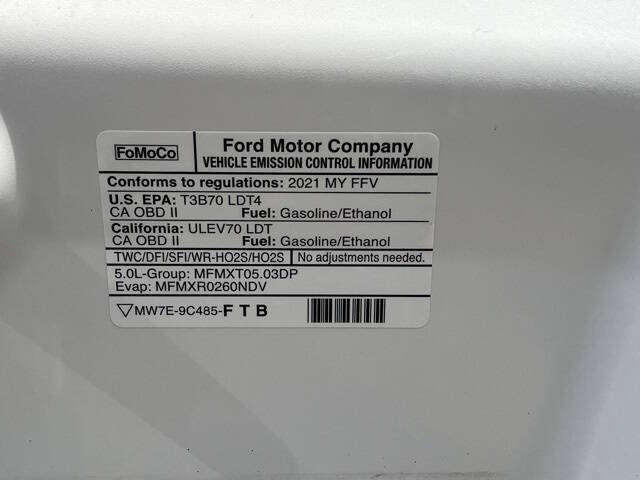 FoMoCo
Ford Motor Company
VEHICLE EMISSION CONTROL INFORMATION
Conforms to regulations: 2021 MY FFV
U.S. EPA: T3B70 LDT4
CA OBD II Fuel: Gasoline/Ethanol
California: ULEV70 LDT
CA OBD II Fuel: Gasoline/Ethanol
TWC/DFI/SFI/WR-HO2S/HO2S No adjustments needed.
5.0L-Group: MFMXT05.03DP
Evap: MFMXR0260NDV
MW7E-9C485-F T B